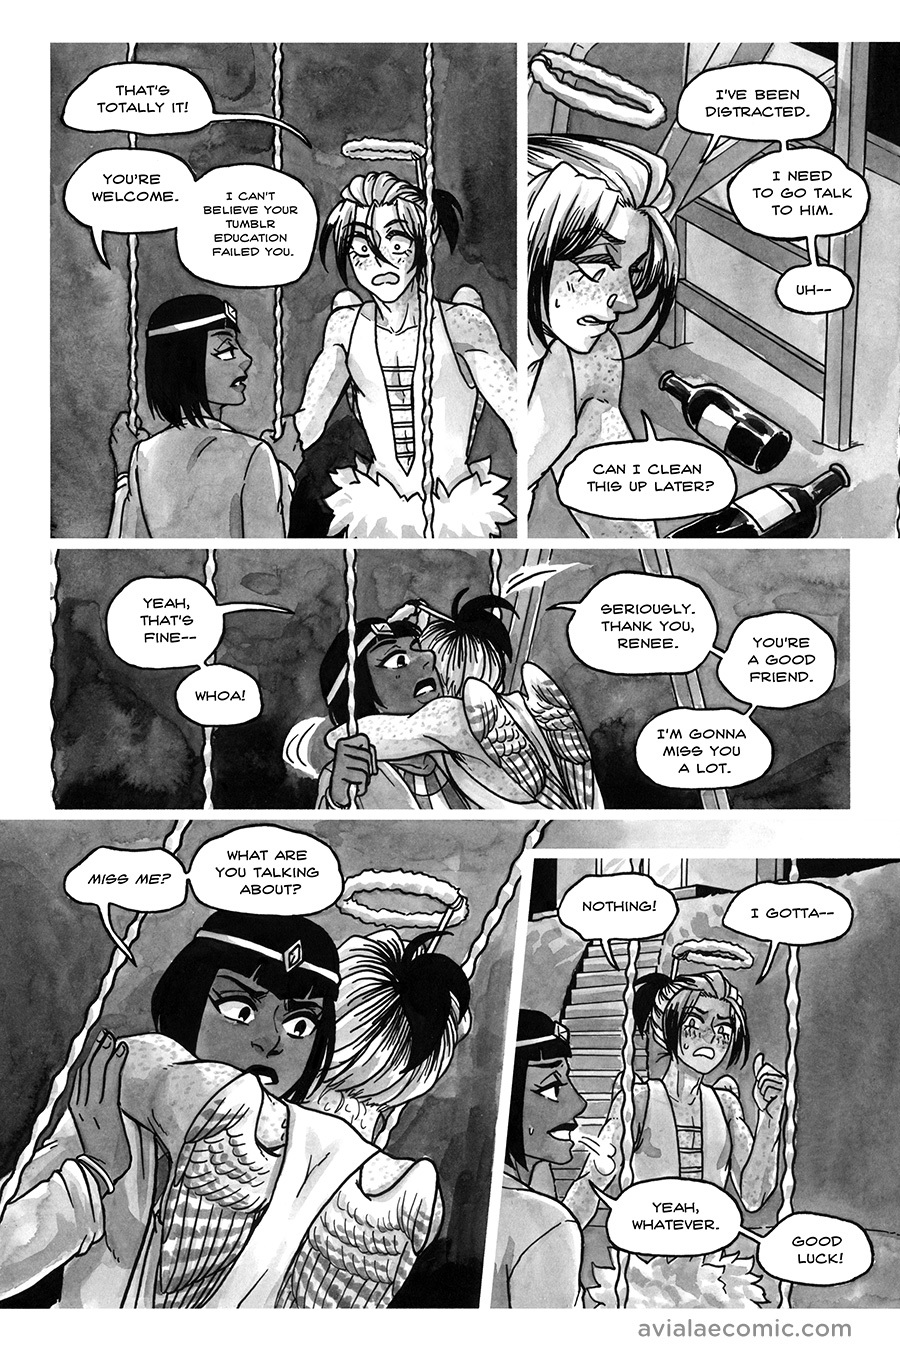 THAT'S
TOTALLY IT!
YOU'RE
WELCOME.
I CAN'T
BELIEVE YOUR
TUMBLR
EDUCATION
FAILED YOU.
I'VE BEEN
DISTRACTED.
I NEED
TO GO TALK
TO HIM.
UH--
CAN I CLEAN
THIS UP LATER?
YEAH,
THAT'S
FINE--
WHOA!
SERIOUSLY.
THANK YOU,
RENEE.
YOU'RE
A GOOD
FRIEND.
I'M GONNA
MISS YOU
A LOT.
MISS ME?
WHAT ARE
YOU TALKING
ABOUT?
NOTHING!
I GOTTA--
YEAH,
WHATEVER.
GOOD
LUCK!
avialaecomic.com